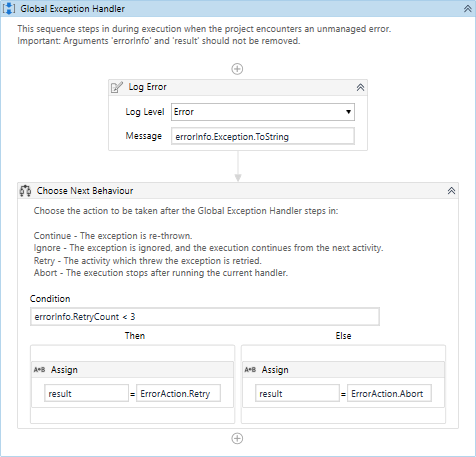 Global Exception Handler
This sequence steps in during execution when the project encounters an unmanaged error.
Important: Arguments 'errorInfo' and 'result' should not be removed.
Log Error
Log Level Error
Message errorInfo.Exception.ToString
Choose Next Behaviour
Choose the action to be taken after the Global Exception Handler steps in:
Continue - The exception is re-thrown.
Ignore - The exception is ignored, and the execution continues from the next activity.
Retry - The activity which threw the exception is retried.
Abort - The execution stops after running the current handler.
Condition
errorInfo.RetryCount < 3
Then Else
A*B Assign A*B Assign
result = ErrorAction.Retry result = ErrorAction.Abort